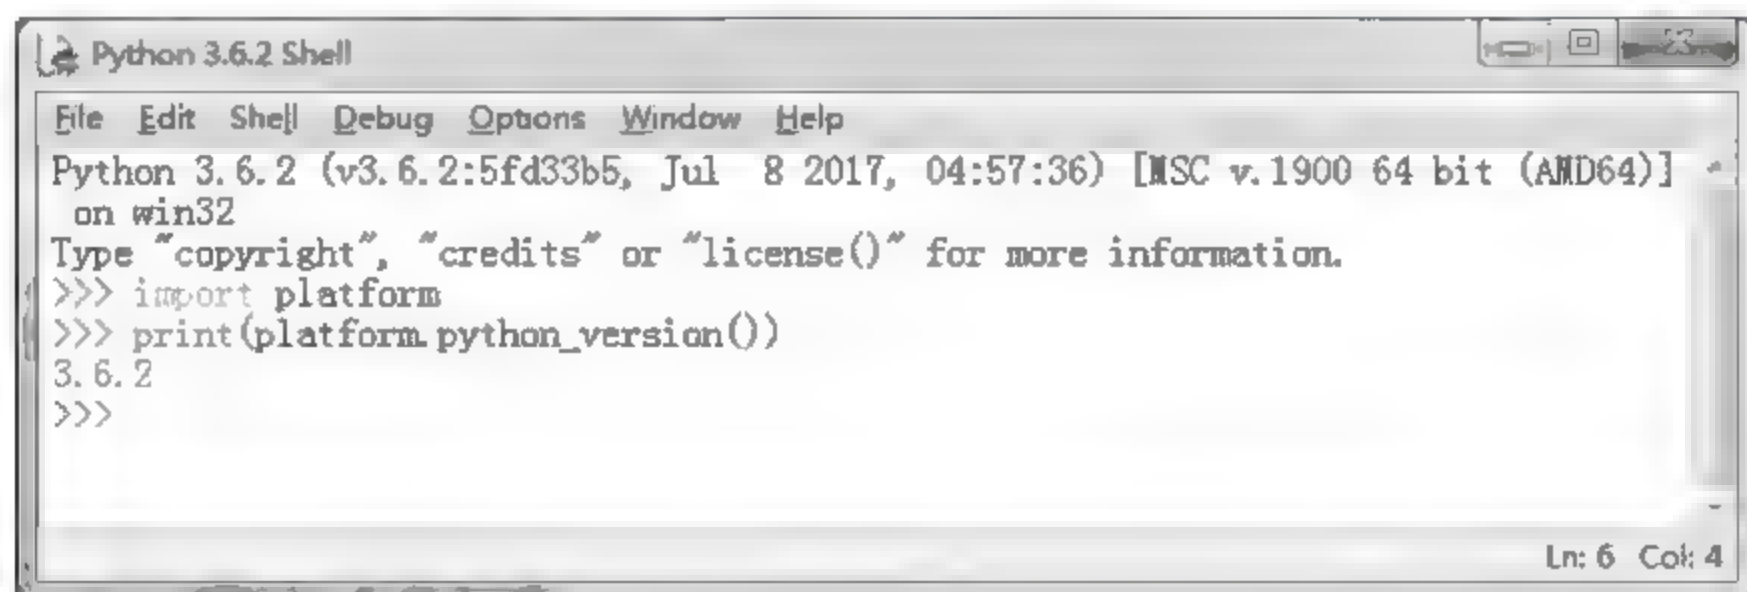 Python 3.6.2 Shell
File Edit Shell Debug Options Window Help
Python 3.6.2 (v3.6.2:5fd33b5, Jul  8 2017, 04:57:36) [MSC v.1900 64 bit (AMD64)]
on win32
Type "copyright", "credits" or "license()" for more information.
>>> import platform
>>> print(platform.python_version())
3.6.2
>>>
Ln: 6 Col: 4